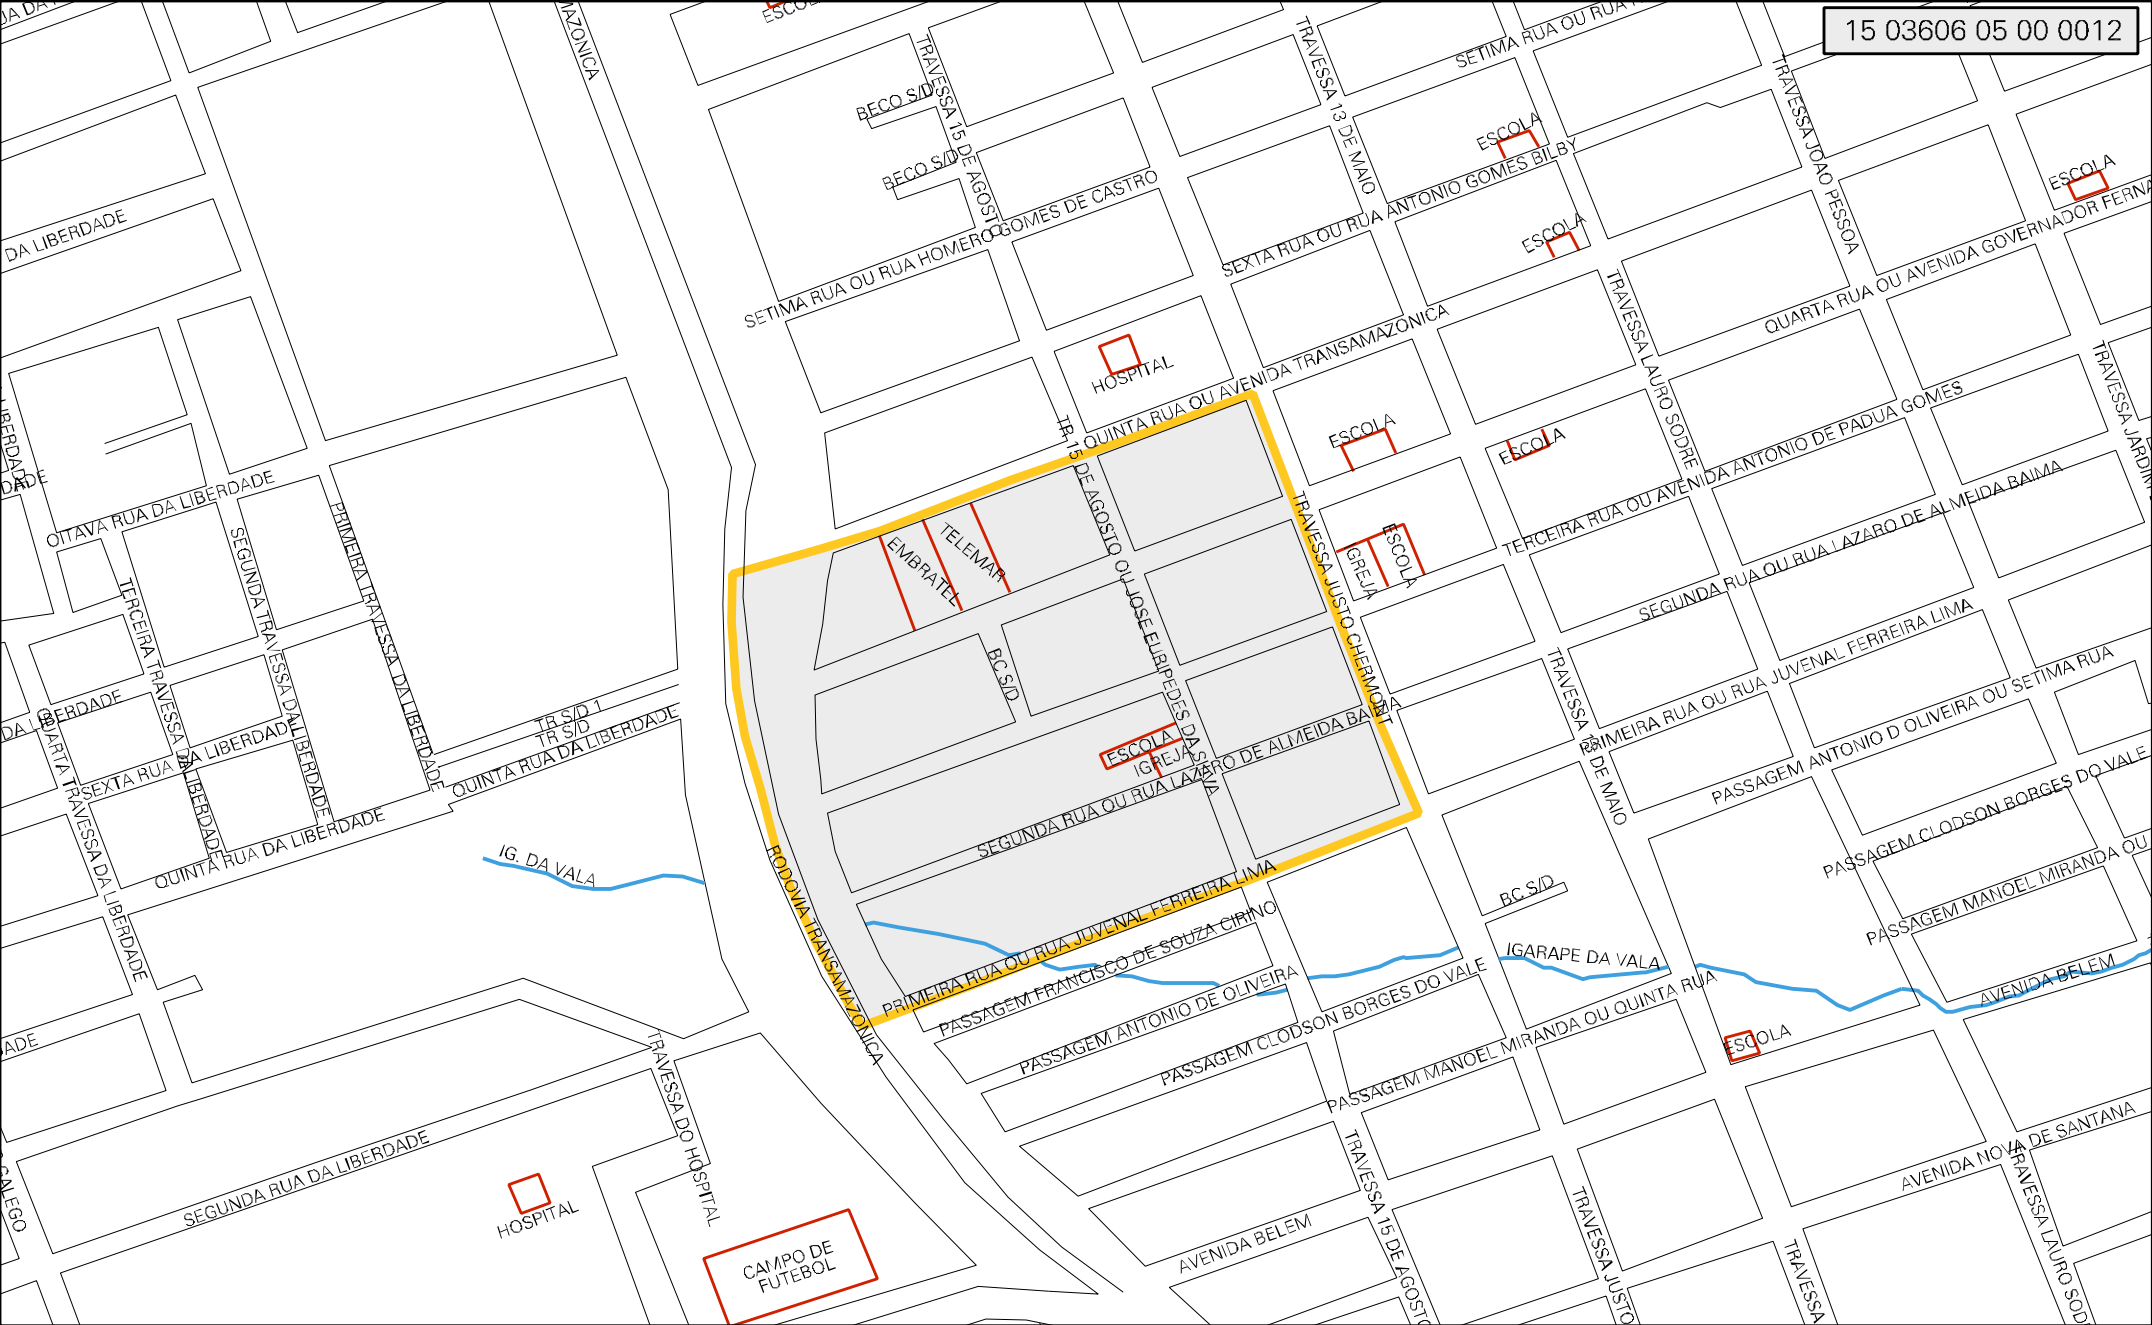 15 03606 05 00 0012
ESCOLA
SETIMA RUA OU RUA
BECO S/D
TRAVESSA 15 DE AGOSTO
TRAVESSA 13 DE MAIO
TRAVESSA JOAO PESSOA
ESCOLA
BECO S/D
SEXTA RUA OU RUA ANTONIO GOMES BILBY
ESCOLA
DA LIBERDADE
SETIMA RUA OU RUA HOMERO GOMES DE CASTRO
ESCOLA
QUARTA RUA OU AVENIDA GOVERNADOR FERNA
HOSPITAL
QUINTA RUA OU AVENIDA TRANSAMAZONICA
TRAVESSA LAURO SODRE
TRAVESSA JARDIM
ESCOLA
ESCOLA
TERCEIRA RUA OU AVENIDA ANTONIO DE PADUA GOMES
OITAVA RUA DA LIBERDADE
TR 15 DE AGOSTO OU JOSE EURIPEDES DA SILVA
EMBRATEL
TELEMAR
TRAVESSA JUSTO CHERMONT
IGREJA
ESCOLA
SEGUNDA RUA OU RUA LAZARO DE ALMEIDA BAIMA
PRIMEIRA TRAVESSA DA LIBERDADE
SEGUNDA TRAVESSA DA LIBERDADE
TERCEIRA TRAVESSA DA LIBERDADE
QUARTA TRAVESSA DA LIBERDADE
BC S/D
PRIMEIRA RUA OU RUA JUVENAL FERREIRA LIMA
TRAVESSA 13 DE MAIO
DA LIBERDADE
TR S/D 1
TR S/D
SEXTA RUA DA LIBERDADE
QUINTA RUA DA LIBERDADE
ESCOLA
IGREJA
SEGUNDA RUA OU RUA LAZARO DE ALMEIDA BAIMA
PASSAGEM ANTONIO D OLIVEIRA OU SETIMA RUA
PASSAGEM CLODSON BORGES DO VALE
QUINTA RUA DA LIBERDADE
IG. DA VALA
RODOVIA TRANSAMAZONICA
PRIMEIRA RUA OU RUA JUVENAL FERREIRA LIMA
BC S/D
PASSAGEM MANOEL MIRANDA OU
PASSAGEM FRANCISCO DE SOUZA CIRINO
IGARAPE DA VALA
AVENIDA BELEM
PASSAGEM ANTONIO DE OLIVEIRA
PASSAGEM CLODSON BORGES DO VALE
PASSAGEM MANOEL MIRANDA OU QUINTA RUA
ESCOLA
TRAVESSA DO HOSPITAL
SEGUNDA RUA DA LIBERDADE
HOSPITAL
AVENIDA NOVA DE SANTANA
CAMPO DE
FUTEBOL
AVENIDA BELEM
TRAVESSA 15 DE AGOSTO
TRAVESSA JUSTO
TRAVESSA
TRAVESSA LAURO SOD